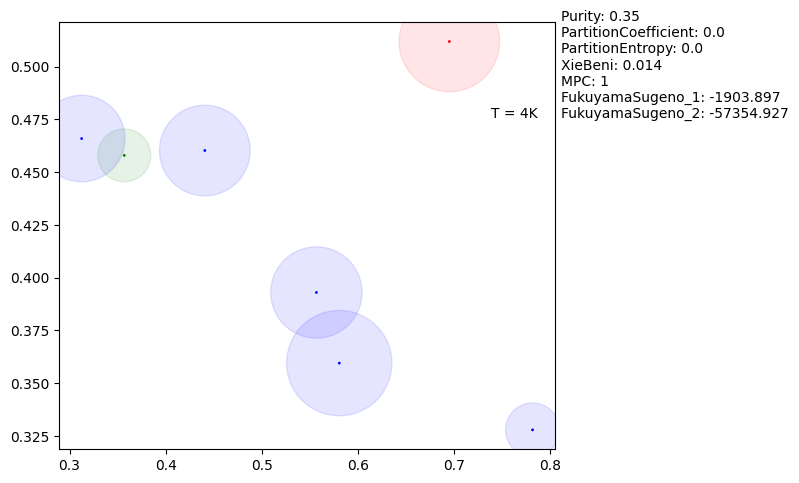 Purity: 0.35
PartitionCoefficient: 0.0
PartitionEntropy: 0.0
XieBeni: 0.014
MPC: 1
FukuyamaSugeno_1: -1903.897
FukuyamaSugeno_2: -57354.927
T = 4K
0.500
0.475
0.450
0.425
0.400
0.375
0.350
0.325
0.3 0.4 0.5 0.6 0.7 0.8